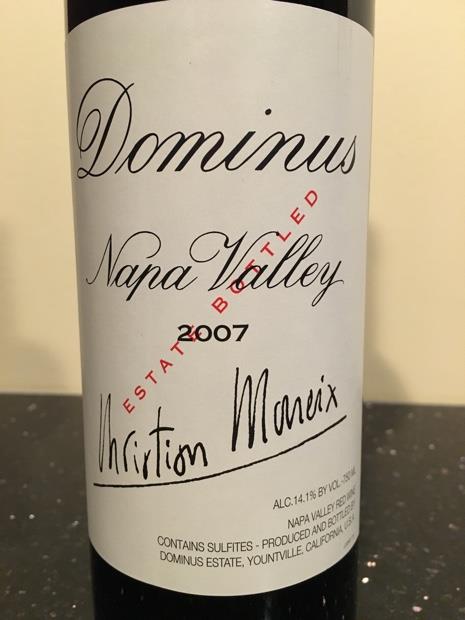 Dominus
Napa Valley
ESTATE BOTTLED
2007
Christian Moueix
ALC.14.1% BY VOL.-750 ML
NAPA VALLEY RED WINE
CONTAINS SULFITES - PRODUCED AND BOTTLED BY
DOMINUS ESTATE, YOUNTVILLE, CALIFORNIA, U.S.A.